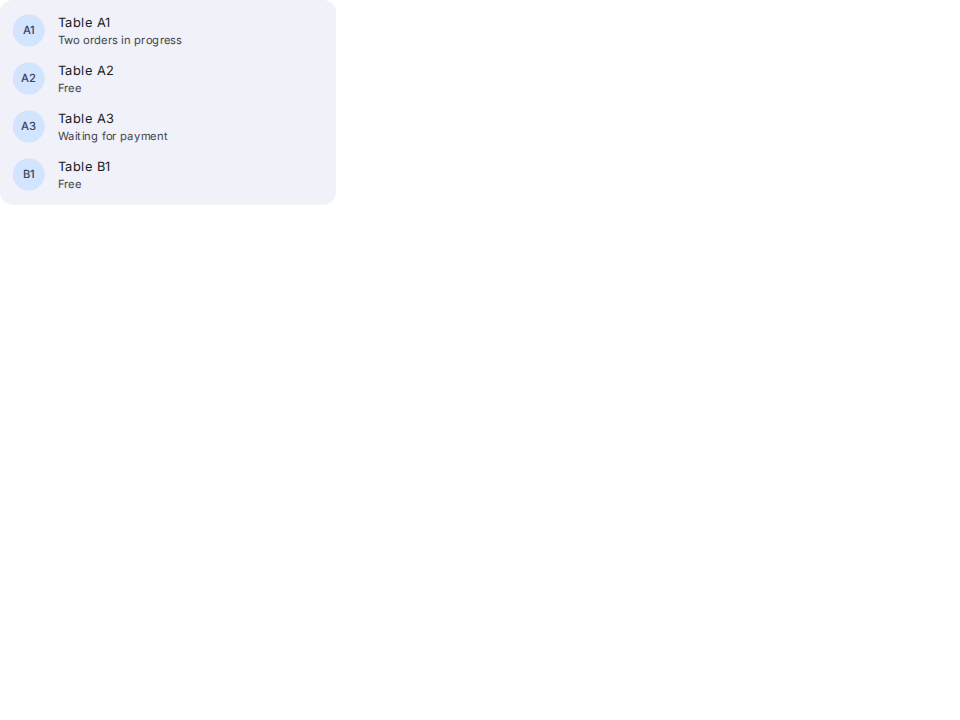 A1
Table A1
Two orders in progress
A2
Table A2
Free
A3
Table A3
Waiting for payment
B1
Table B1
Free